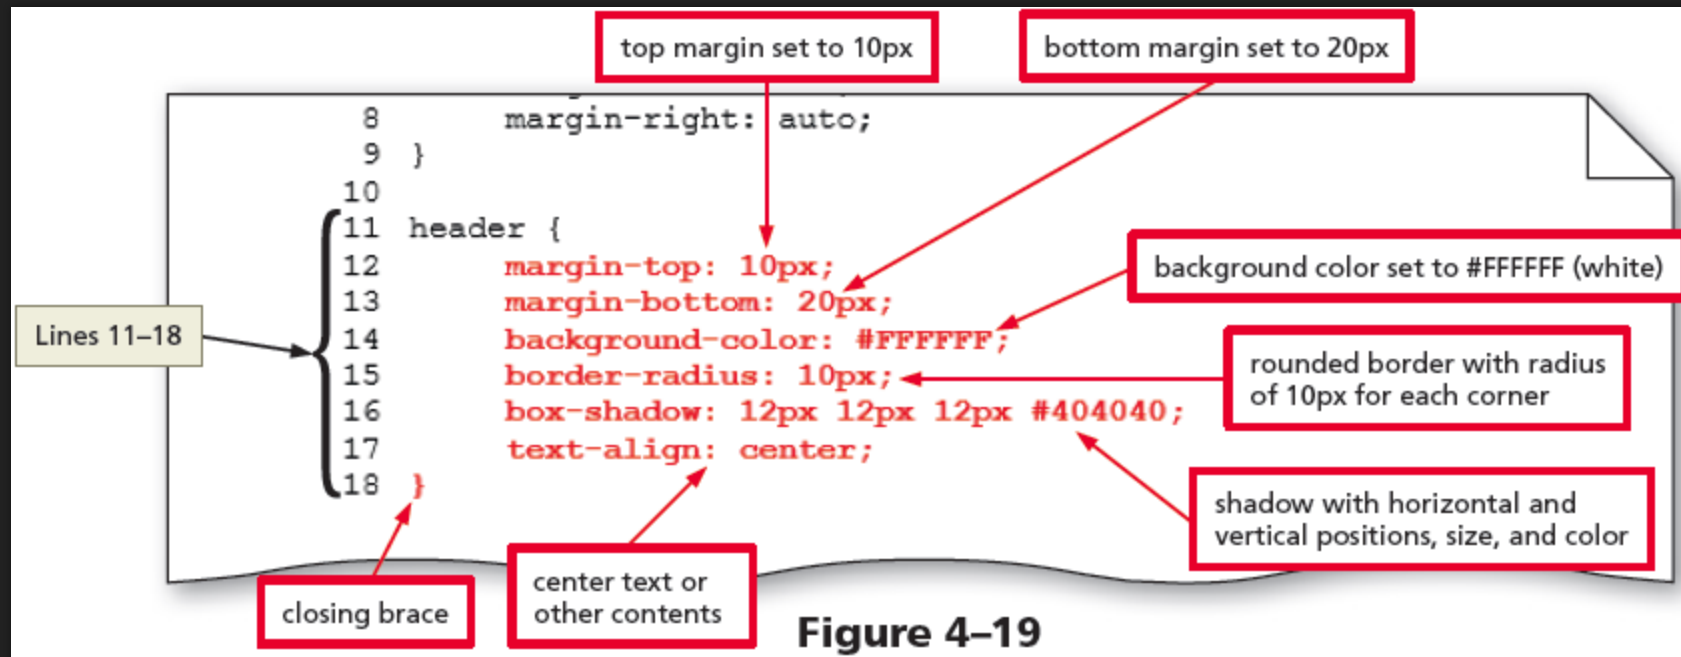 top margin set to 10px
bottom margin set to 20px
8 margin-right: auto;
9 }
10
11 header {
12 margin-top: 10px;
13 margin-bottom: 20px;
14 background-color: #FFFFFF;
15 border-radius: 10px;
16 box-shadow: 12px 12px 12px #404040;
17 text-align: center;
18 }
Lines 11–18
background color set to #FFFFFF (white)
rounded border with radius
of 10px for each corner
shadow with horizontal and
vertical positions, size, and color
closing brace
center text or
other contents
Figure 4–19